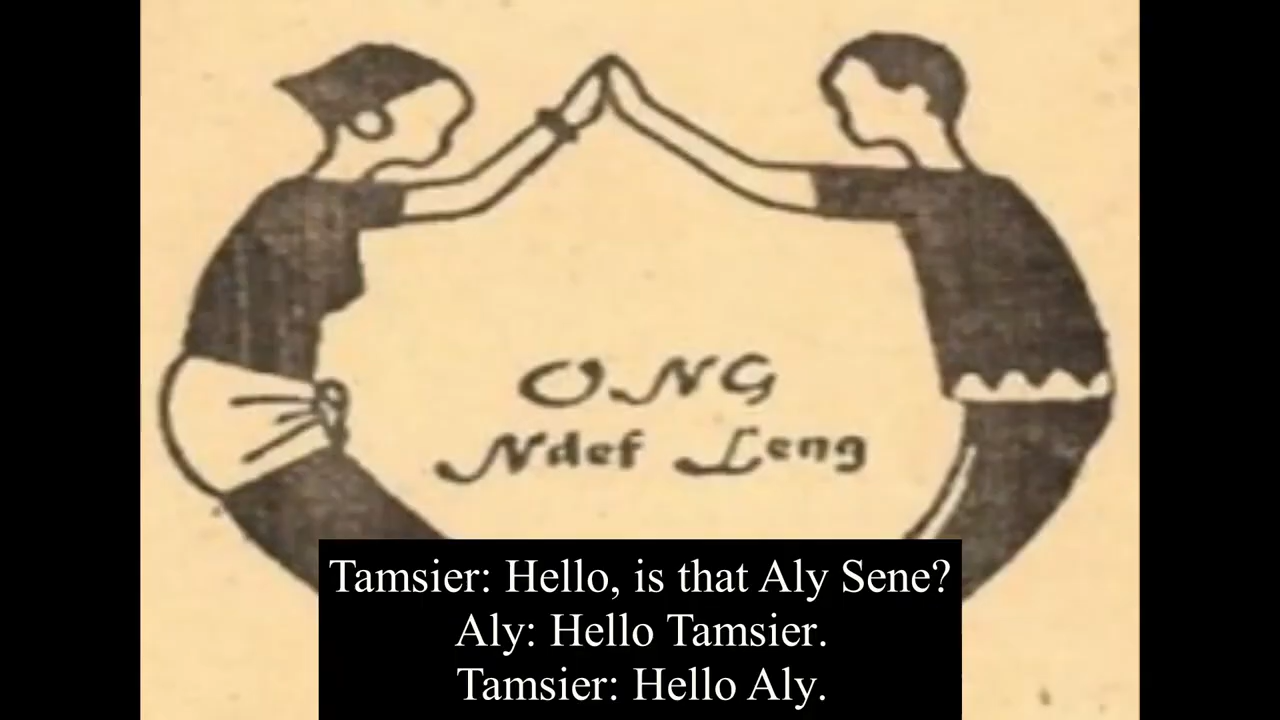 ONG
Ndef Leng
Tamsier: Hello, is that Aly Sene?
Aly: Hello Tamsier.
Tamsier: Hello Aly.